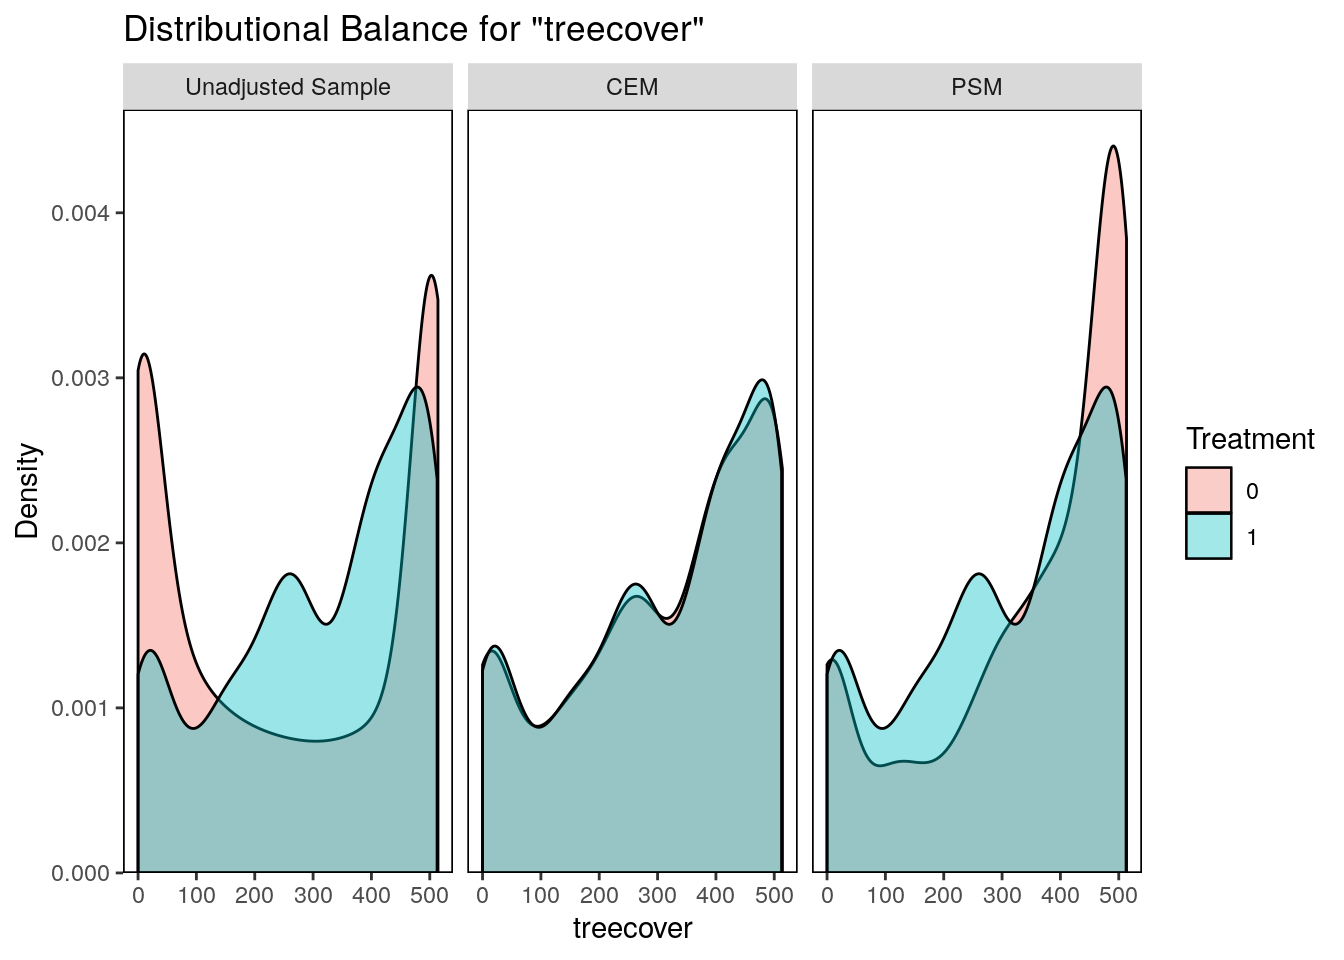 Distributional Balance for "treecover"
Unadjusted Sample
CEM
PSM
Density
0.004
0.003
0.002
0.001
0.000
0 100 200 300 400 500
0 100 200 300 400 500
0 100 200 300 400 500
treecover
Treatment
0
1